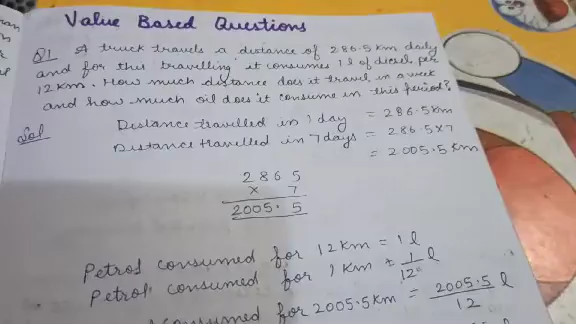 Value Based Questions
Q1 A truck travels a distance of 286.5 km daily
and for this travelling it consumes 1 l of diesel per
12 km. How much distance does it travel in a week
and how much oil does it consume in this period?
Sol Distance travelled in 1 day = 286.5 km
Distance travelled in 7 days = 286.5 x 7
= 2005.5 km
2 8 6 5
x 7
2005. 5
Petrol consumed for 12 km = 1 l
Petrol consumed for 1 km = 1/12 l
consumed for 2005.5 km = 2005.5/12 l